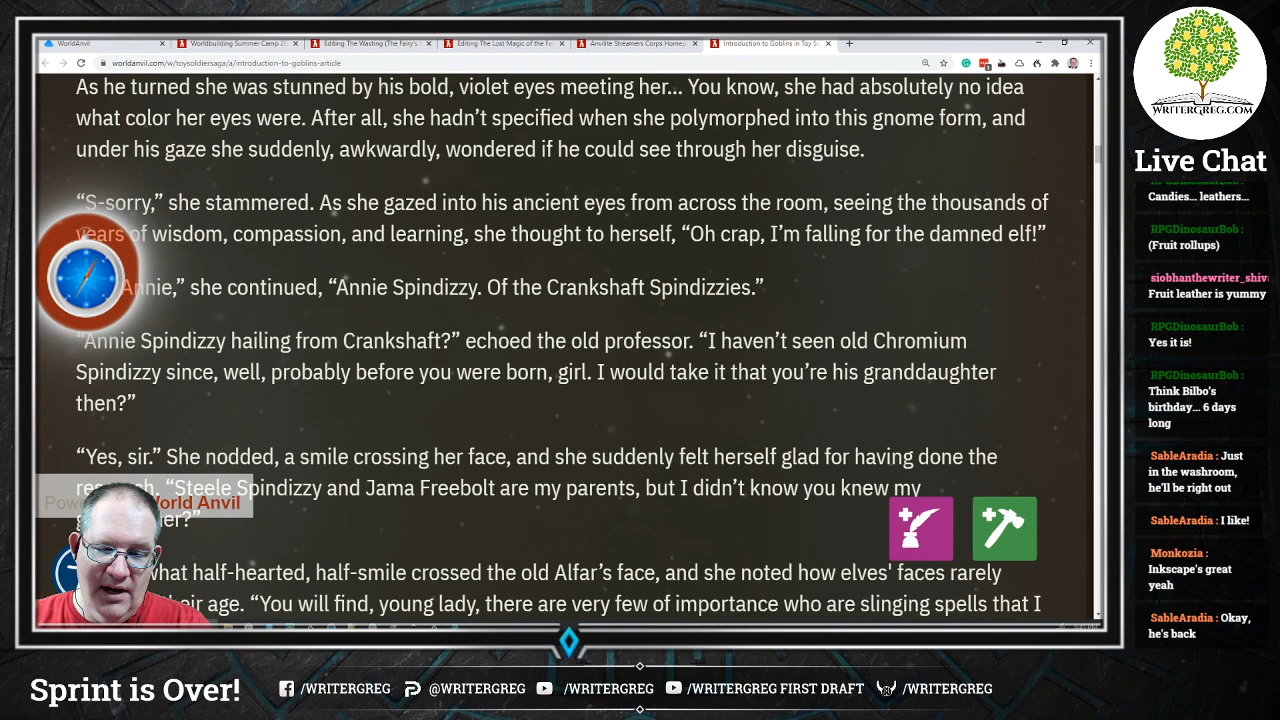 WorldAnvil
Worldbuilding Summer Camp
Editing The Wasting (The Fairy's
Editing The Lost Magic of the Fa
Anvilite Streamers Corps Home
Introduction to Goblins in Toy So
worldanvil.com/w/toysoldiersaga/a/introduction-to-goblins-article
As he turned she was stunned by his bold, violet eyes meeting her... You know, she had absolutely no idea
what color her eyes were. After all, she hadn't specified when she polymorphed into this gnome form, and
under his gaze she suddenly, awkwardly, wondered if he could see through her disguise.
“S-sorry,” she stammered. As she gazed into his ancient eyes from across the room, seeing the thousands of
years of wisdom, compassion, and learning, she thought to herself, “Oh crap, I’m falling for the damned elf!”
Annie,” she continued, “Annie Spindizzy. Of the Crankshaft Spindizzies.”
“Annie Spindizzy hailing from Crankshaft?” echoed the old professor. “I haven’t seen old Chromium
Spindizzy since, well, probably before you were born, girl. I would take it that you’re his granddaughter
then?”
“Yes, sir.” She nodded, a smile crossing her face, and she suddenly felt herself glad for having done the
“Steele Spindizzy and Jama Freebolt are my parents, but I didn’t know you knew my
er?”
World Anvil
what half-hearted, half-smile crossed the old Alfar’s face, and she noted how elves' faces rarely
their age. “You will find, young lady, there are very few of importance who are slinging spells that I
WRITERGREG.COM
Live Chat
RPGDinosaurBob :
Candies... leathers...
RPGDinosaurBob :
(Fruit rollups)
siobhanthewriter_shiv
Fruit leather is yummy
RPGDinosaurBob :
Yes it is!
RPGDinosaurBob :
Think Bilbo's
birthday... 6 days
long
SableAradia : Just
in the washroom,
he'll be right out
SableAradia : I like!
Monkozia :
Inkscape's great
yeah
SableAradia : Okay,
he's back
Sprint is Over!
/WRITERGREG
@WRITERGREG
/WRITERGREG
/WRITERGREG FIRST DRAFT
/WRITERGREG